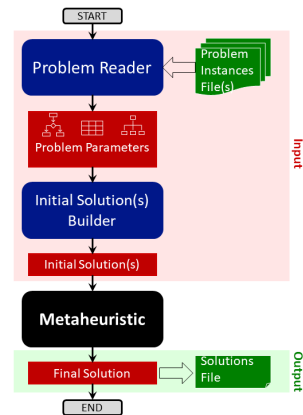 START
Problem Reader
Problem
Instances
File(s)
Problem Parameters
Input
Initial Solution(s)
Builder
Initial Solution(s)
Metaheuristic
Final Solution
Solutions
File
Output
END